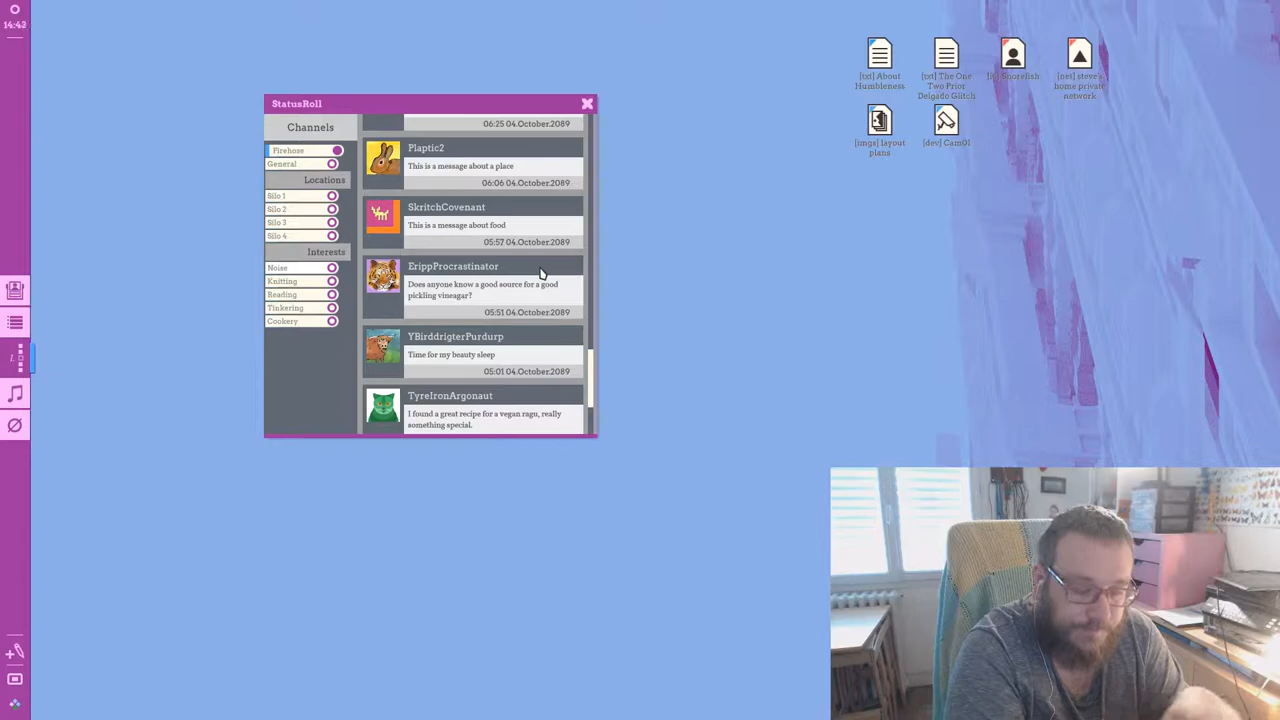 14:43
StatusRoll
Channels
Firehose
General
Locations
Silo 1
Silo 2
Silo 3
Silo 4
Interests
Noise
Knitting
Reading
Tinkering
Cookery
06:25 04.October.2089
Plaptic2
This is a message about a place
06:06 04.October.2089
SkritchCovenant
This is a message about food
05:57 04.October.2089
ErippProcrastinator
Does anyone know a good source for a good
pickling vineagar?
05:51 04.October.2089
YBirddrigterPurdurp
Time for my beauty sleep
05:01 04.October.2089
TyreIronArgonaut
I found a great recipe for a vegan ragu, really
something special.
[txt] About
Humbleness
[txt] The One
Two Prior
Delgado Glitch
Snorelish
[net] steve's
home private
network
[imgs] layout
plans
[dev] Cam01